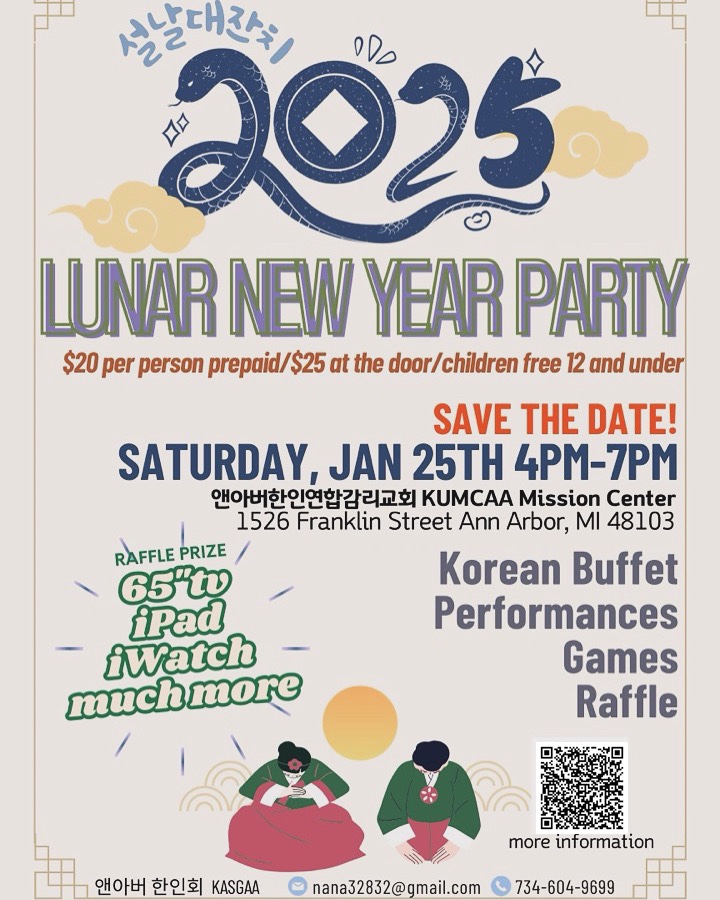 설날대잔치
2025
LUNAR NEW YEAR PARTY
$20 per person prepaid/$25 at the door/children free 12 and under
SAVE THE DATE!
SATURDAY, JAN 25TH 4PM-7PM
앤아버한인연합감리교회 KUMCAA Mission Center
1526 Franklin Street Ann Arbor, MI 48103
RAFFLE PRIZE
65"tv
iPad
iWatch
much more
Korean Buffet
Performances
Games
Raffle
more information
앤아버 한인회 KASGAA nana32832@gmail.com 734-604-9699